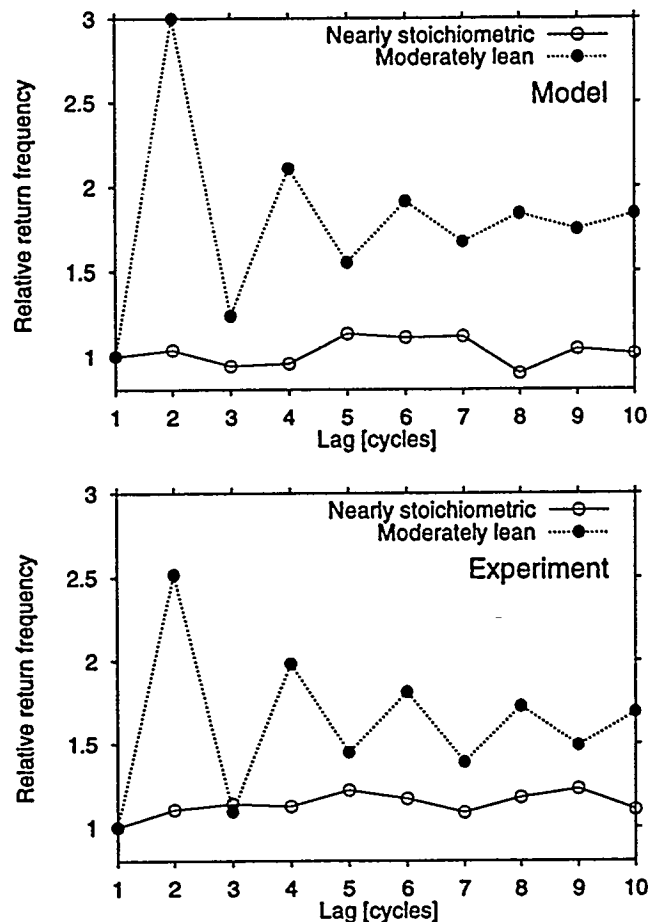 3
2.5
2
1.5
1
Relative return frequency
Nearly stoichiometric
Moderately lean
Model
1 2 3 4 5 6 7 8 9 10
Lag [cycles]
3
2.5
2
1.5
1
Relative return frequency
Nearly stoichiometric
Moderately lean
Experiment
1 2 3 4 5 6 7 8 9 10
Lag [cycles]